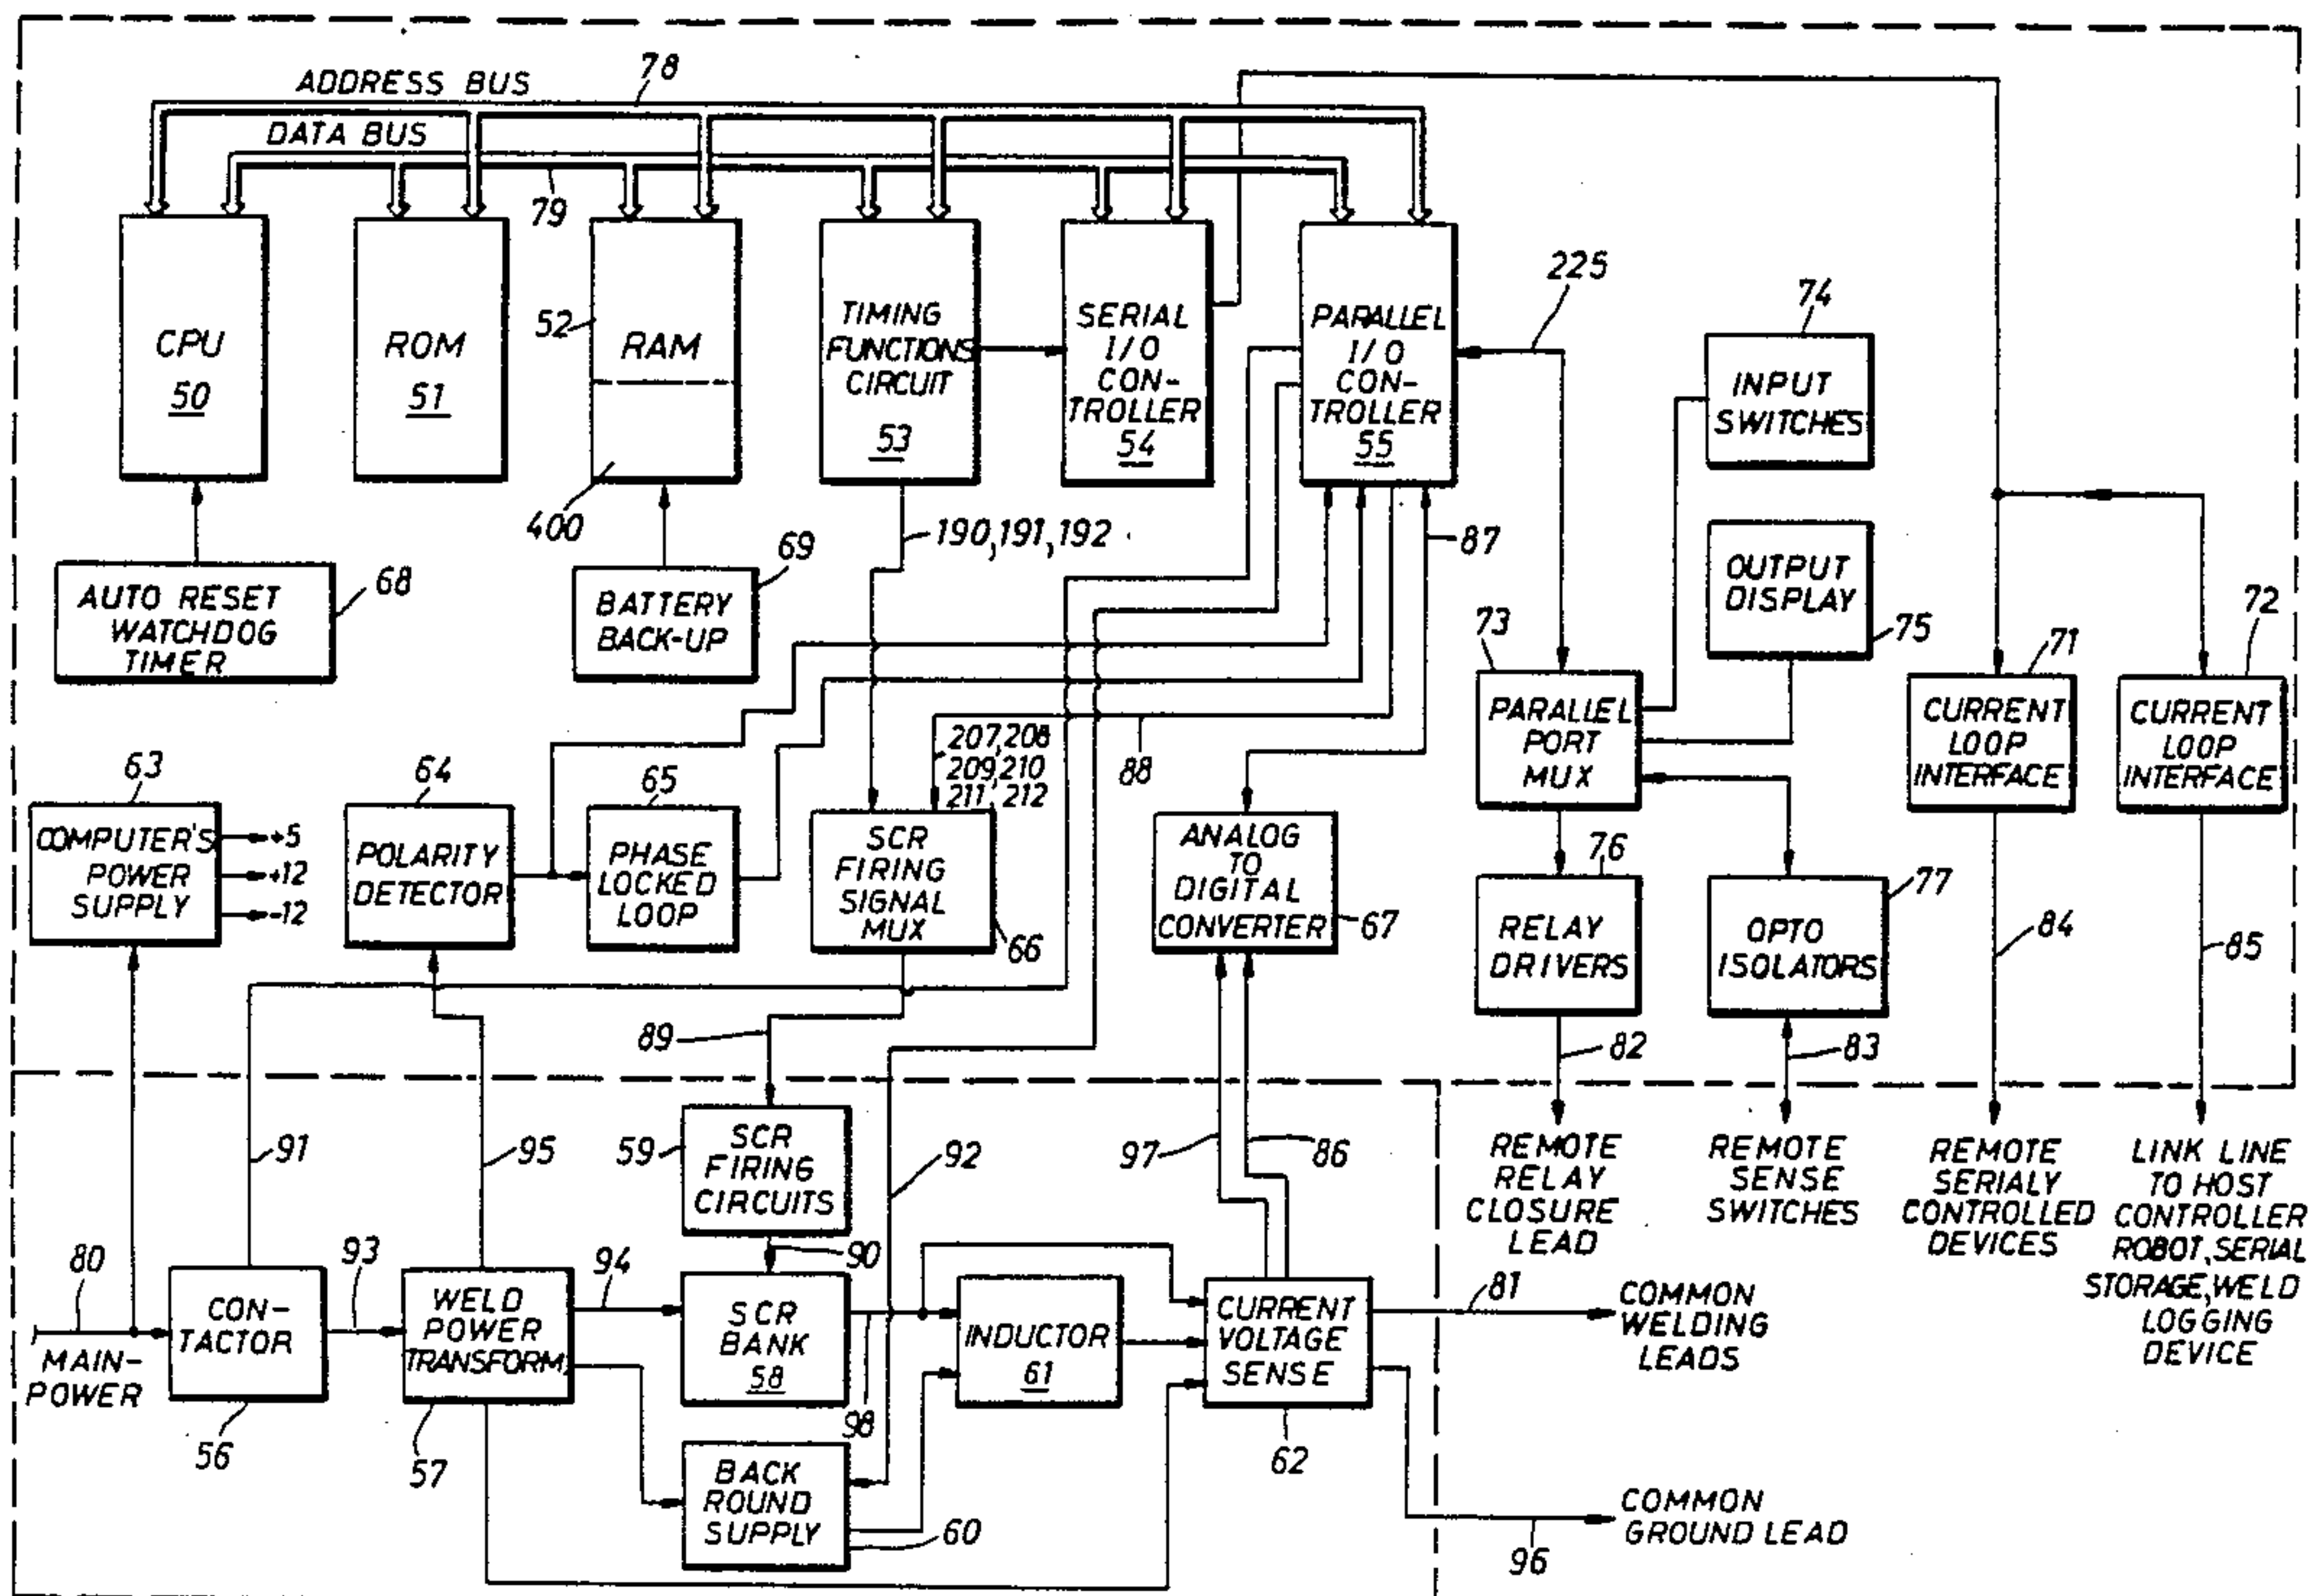 78
ADDRESS BUS
DATA BUS
79
CPU
50
ROM
51
52
RAM
400
TIMING
FUNCTIONS
CIRCUIT
53
SERIAL
I/O
CON-
TROLLER
54
PARALLEL
I/O
CON-
TROLLER
55
225
74
INPUT
SWITCHES
190,191,192
87
AUTO RESET
WATCHDOG
TIMER
68
69
BATTERY
BACK-UP
OUTPUT
DISPLAY
75
73
PARALLEL
PORT
MUX
71
CURRENT
LOOP
INTERFACE
72
CURRENT
LOOP
INTERFACE
207,208
209,210
211, 212
88
63
COMPUTER'S
POWER
SUPPLY
+5
+12
-12
64
POLARITY
DETECTOR
65
PHASE
LOCKED
LOOP
SCR
FIRING
SIGNAL
MUX
66
ANALOG
TO
DIGITAL
CONVERTER
67
76
RELAY
DRIVERS
77
OPTO
ISOLATORS
84
85
89
82
83
91
95
59
SCR
FIRING
CIRCUITS
92
97
86
REMOTE
RELAY
CLOSURE
LEAD
REMOTE
SENSE
SWITCHES
REMOTE
SERIALY
CONTROLLED
DEVICES
LINK LINE
TO HOST
CONTROLLER
ROBOT, SERIAL
STORAGE, WELD
LOGGING
DEVICE
80
MAIN-
POWER
CON-
TACTOR
56
93
WELD
POWER
TRANSFORM.
57
94
90
SCR
BANK
58
98
INDUCTOR
61
CURRENT
VOLTAGE
SENSE
62
81
COMMON
WELDING
LEADS
BACK
ROUND
SUPPLY
60
COMMON
GROUND LEAD
96